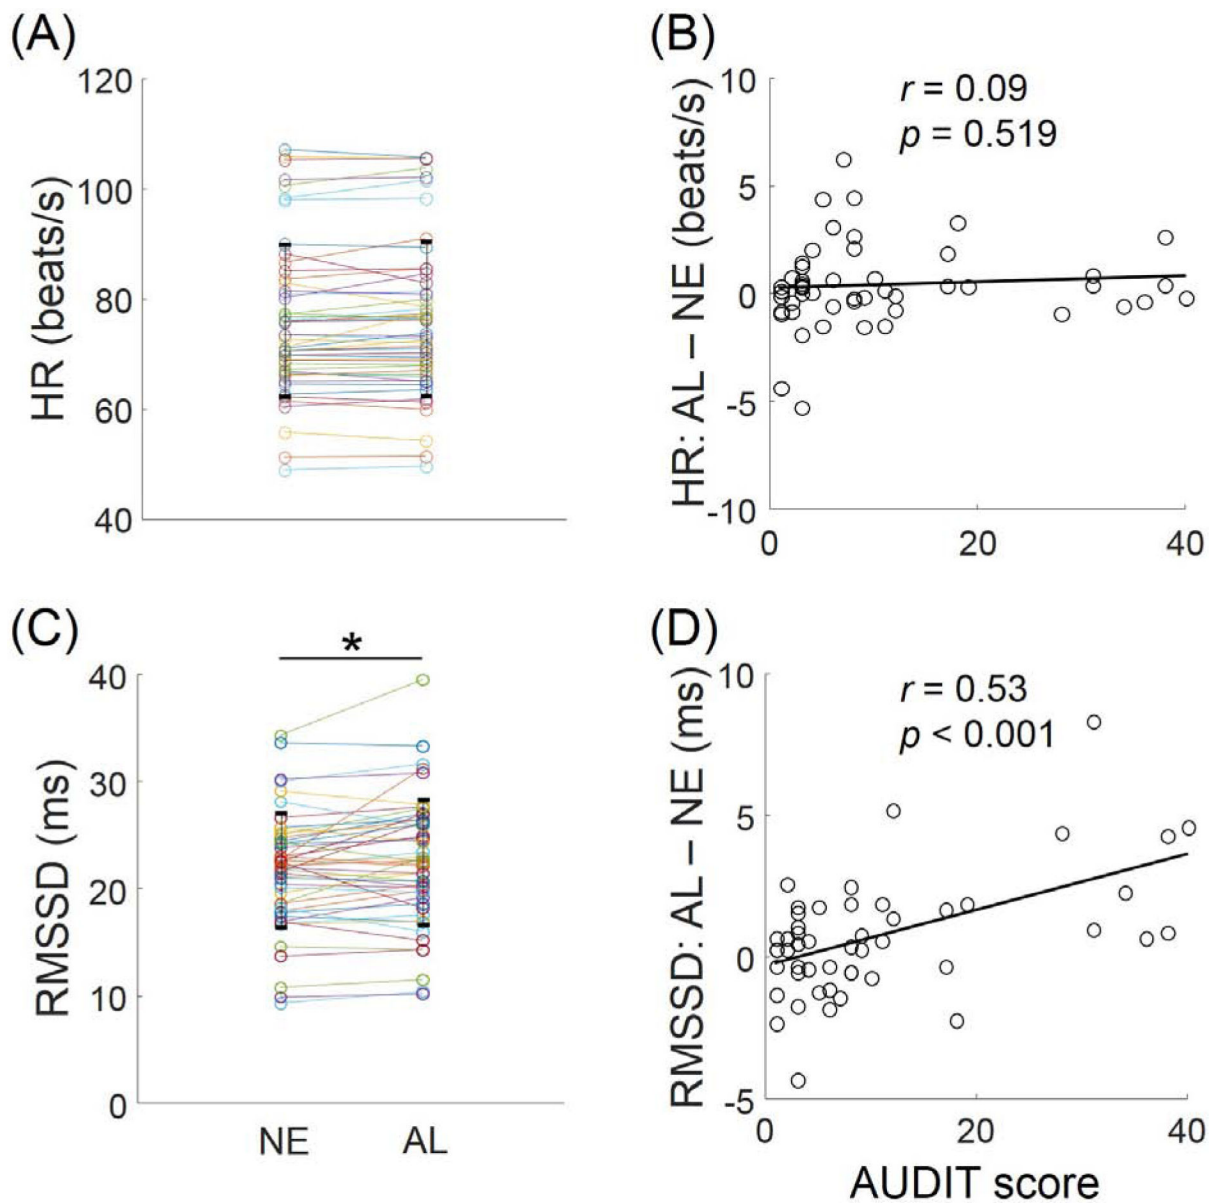 (A)
HR (beats/s)
120
100
80
60
40
(B)
HR: AL – NE (beats/s)
10
5
0
-5
-10
r = 0.09
p = 0.519
0
20
40
(C)
RMSSD (ms)
40
30
20
10
0
*
NE
AL
(D)
RMSSD: AL – NE (ms)
10
5
0
-5
r = 0.53
p < 0.001
0
20
40
AUDIT score